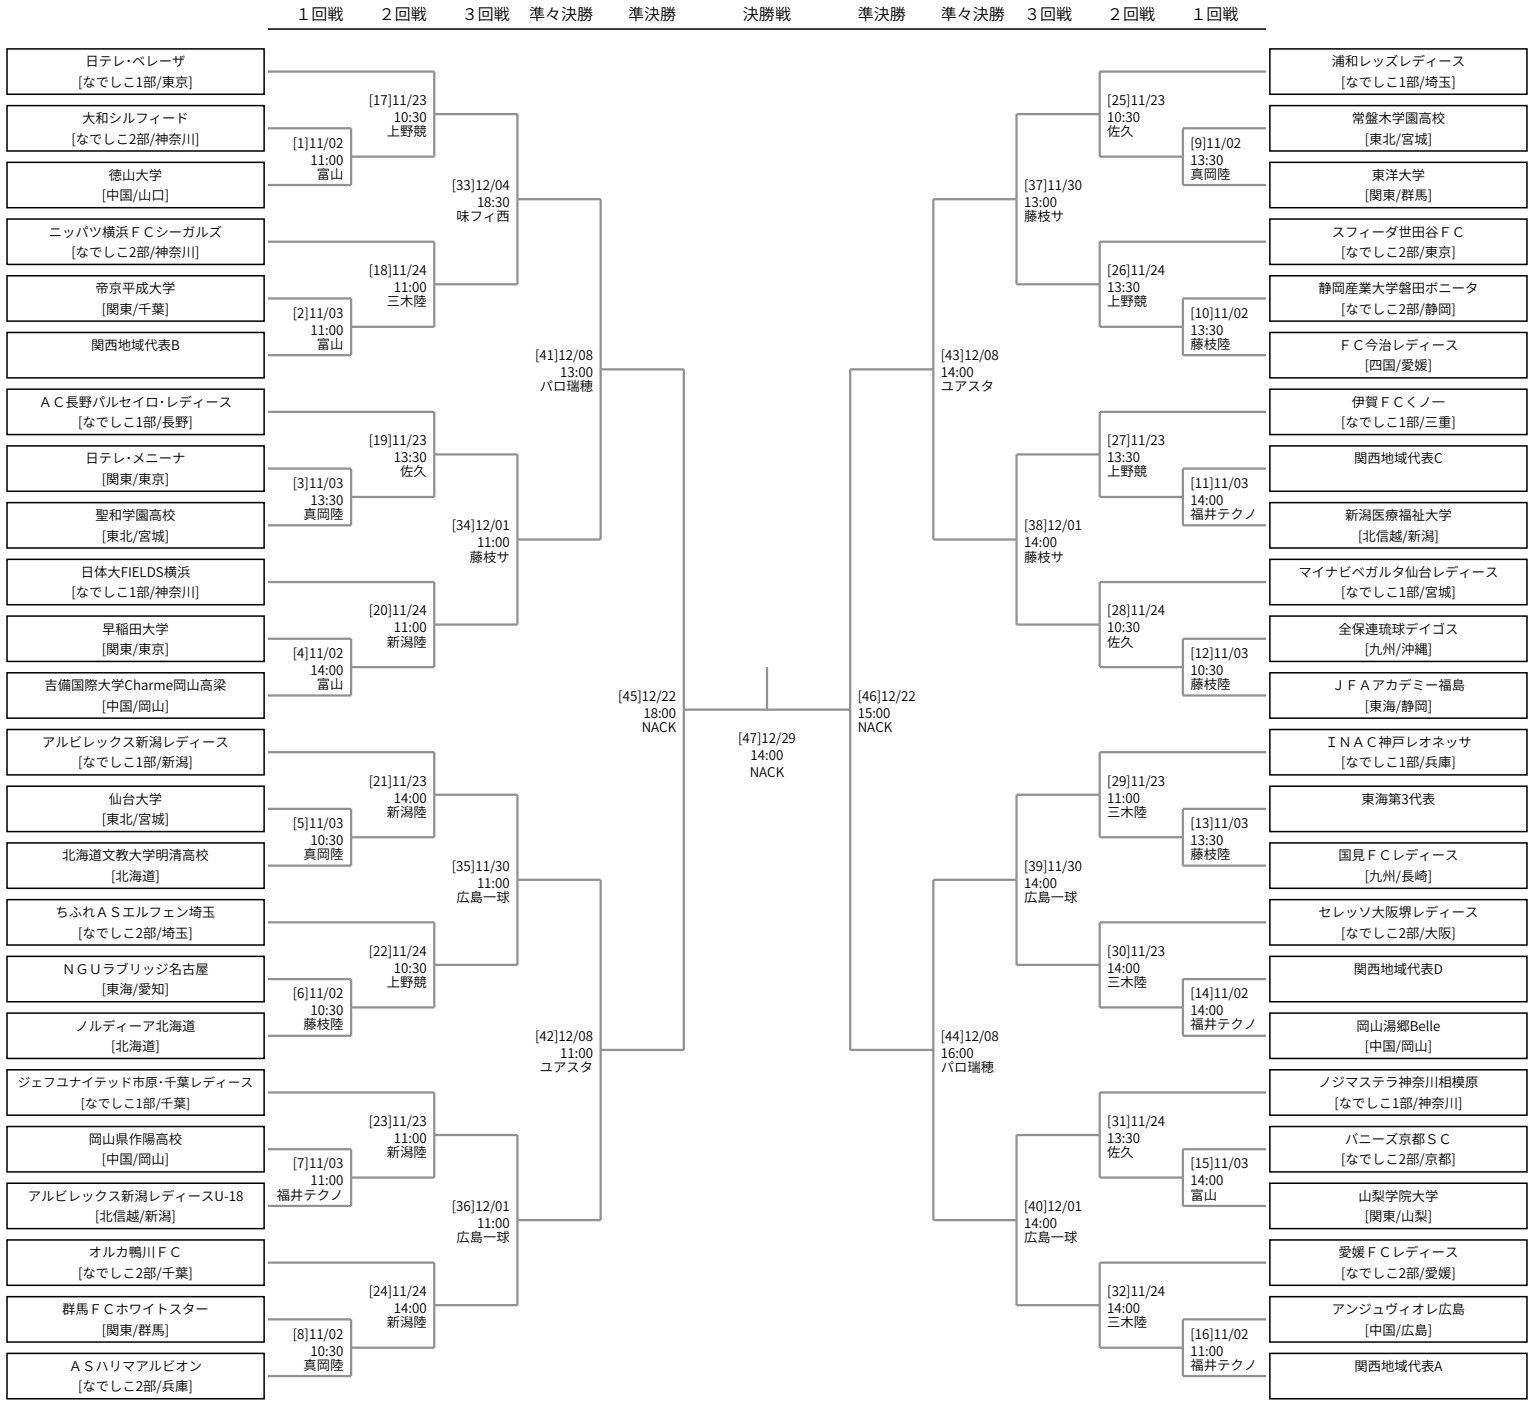 １回戦 ２回戦 ３回戦 準々決勝 準決勝 決勝戦 準決勝 準々決勝 ３回戦 ２回戦 １回戦
日テレ･ベレーザ
[なでしこ1部/東京]
大和シルフィード
[なでしこ2部/神奈川]
徳山大学
[中国/山口]
ニッパツ横浜ＦＣシーガルズ
[なでしこ2部/神奈川]
帝京平成大学
[関東/千葉]
関西地域代表B
ＡＣ長野パルセイロ･レディース
[なでしこ1部/長野]
日テレ･メニーナ
[関東/東京]
聖和学園高校
[東北/宮城]
日体大FIELDS横浜
[なでしこ1部/神奈川]
早稲田大学
[関東/東京]
吉備国際大学Charme岡山高梁
[中国/岡山]
アルビレックス新潟レディース
[なでしこ1部/新潟]
仙台大学
[東北/宮城]
北海道文教大学明清高校
[北海道]
ちふれＡＳエルフェン埼玉
[なでしこ2部/埼玉]
ＮＧＵラブリッジ名古屋
[東海/愛知]
ノルディーア北海道
[北海道]
ジェフユナイテッド市原･千葉レディース
[なでしこ1部/千葉]
岡山県作陽高校
[中国/岡山]
アルビレックス新潟レディースU-18
[北信越/新潟]
オルカ鴨川ＦＣ
[なでしこ2部/千葉]
群馬ＦＣホワイトスター
[関東/群馬]
ＡＳハリマアルビオン
[なでしこ2部/兵庫]
[1]11/02
11:00
富山
[2]11/03
11:00
富山
[3]11/03
13:30
真岡陸
[4]11/02
14:00
富山
[5]11/03
10:30
真岡陸
[6]11/02
10:30
藤枝陸
[7]11/03
11:00
福井テクノ
[8]11/02
10:30
真岡陸
[17]11/23
10:30
上野競
[18]11/24
11:00
三木陸
[19]11/23
13:30
佐久
[20]11/24
11:00
新潟陸
[21]11/23
14:00
新潟陸
[22]11/24
10:30
上野競
[23]11/23
11:00
新潟陸
[24]11/24
14:00
新潟陸
[33]12/04
18:30
味フィ西
[34]12/01
11:00
藤枝サ
[35]11/30
11:00
広島一球
[36]12/01
11:00
広島一球
[41]12/08
13:00
パロ瑞穂
[42]12/08
11:00
ユアスタ
[45]12/22
18:00
NACK
[47]12/29
14:00
NACK
[46]12/22
15:00
NACK
[43]12/08
14:00
ユアスタ
[44]12/08
16:00
パロ瑞穂
[37]11/30
13:00
藤枝サ
[38]12/01
14:00
藤枝サ
[39]11/30
14:00
広島一球
[40]12/01
14:00
広島一球
[25]11/23
10:30
佐久
[26]11/24
13:30
上野競
[27]11/23
13:30
上野競
[28]11/24
10:30
佐久
[29]11/23
11:00
三木陸
[30]11/23
14:00
三木陸
[31]11/24
13:30
佐久
[32]11/24
14:00
三木陸
[9]11/02
13:30
真岡陸
[10]11/02
13:30
藤枝陸
[11]11/03
14:00
福井テクノ
[12]11/03
10:30
藤枝陸
[13]11/03
13:30
藤枝陸
[14]11/02
14:00
福井テクノ
[15]11/03
14:00
富山
[16]11/02
11:00
福井テクノ
浦和レッズレディース
[なでしこ1部/埼玉]
常盤木学園高校
[東北/宮城]
東洋大学
[関東/群馬]
スフィーダ世田谷ＦＣ
[なでしこ2部/東京]
静岡産業大学磐田ボニータ
[なでしこ2部/静岡]
ＦＣ今治レディース
[四国/愛媛]
伊賀ＦＣくノ一
[なでしこ1部/三重]
関西地域代表C
新潟医療福祉大学
[北信越/新潟]
マイナビベガルタ仙台レディース
[なでしこ1部/宮城]
全保連琉球デイゴス
[九州/沖縄]
ＪＦＡアカデミー福島
[東海/静岡]
ＩＮＡＣ神戸レオネッサ
[なでしこ1部/兵庫]
東海第3代表
国見ＦＣレディース
[九州/長崎]
セレッソ大阪堺レディース
[なでしこ2部/大阪]
関西地域代表D
岡山湯郷Belle
[中国/岡山]
ノジマステラ神奈川相模原
[なでしこ1部/神奈川]
バニーズ京都ＳＣ
[なでしこ2部/京都]
山梨学院大学
[関東/山梨]
愛媛ＦＣレディース
[なでしこ2部/愛媛]
アンジュヴィオレ広島
[中国/広島]
関西地域代表A